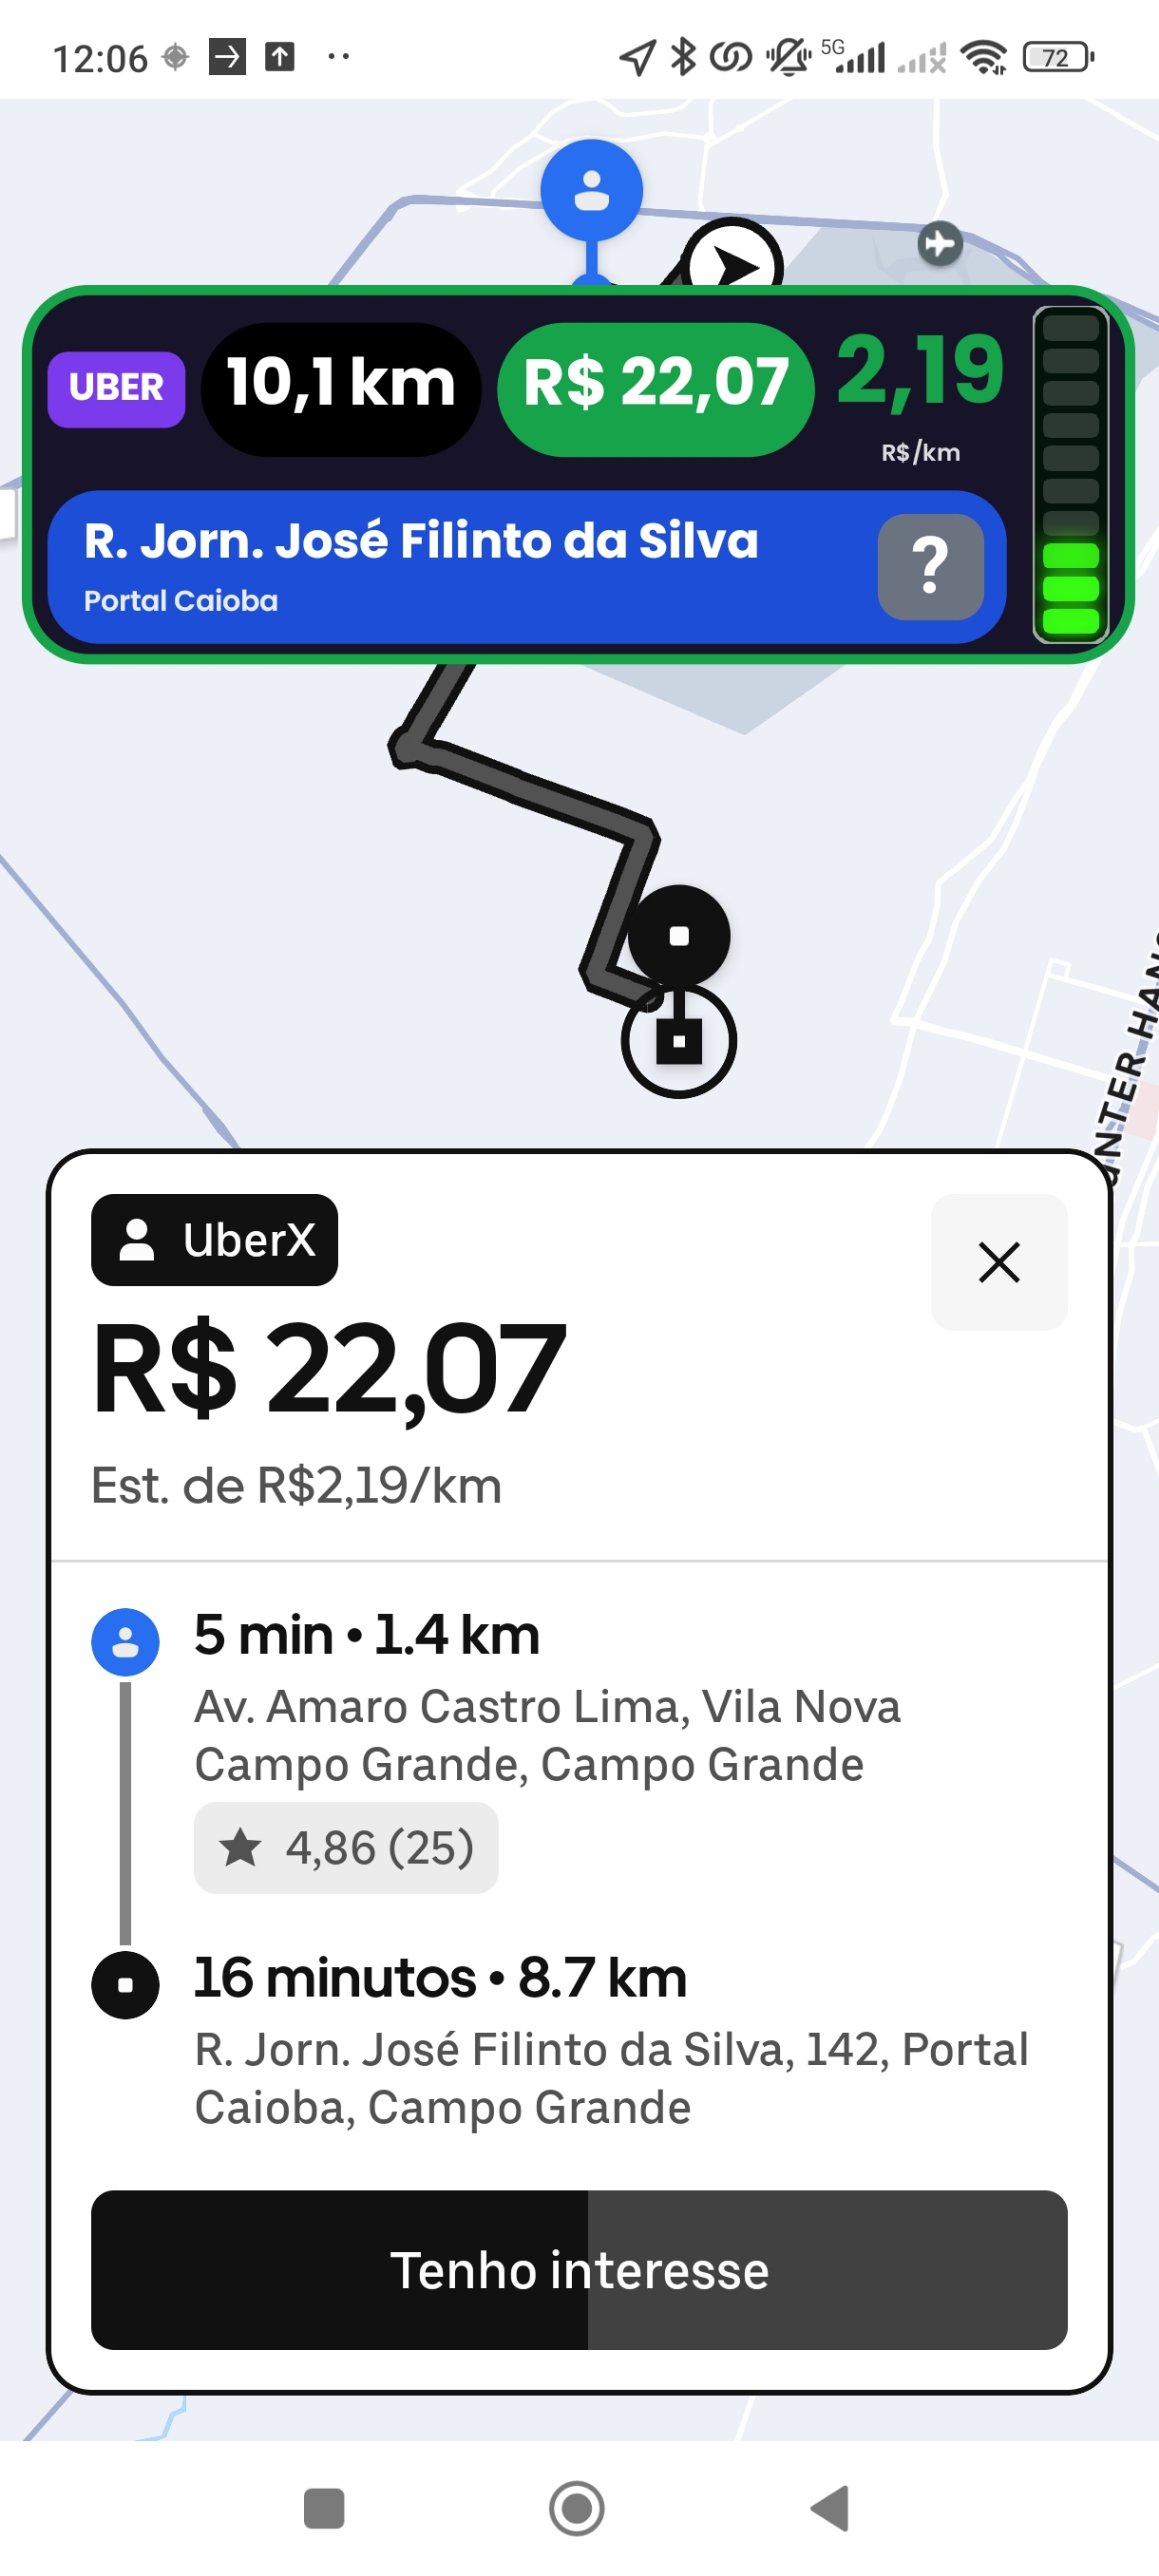 12:06
5G
72
UBER
10,1 km
R$ 22,07
2,19
R$/km
R. Jorn. José Filinto da Silva
Portal Caioba
?
UberX
R$ 22,07
Est. de R$2,19/km
5 min • 1.4 km
Av. Amaro Castro Lima, Vila Nova
Campo Grande, Campo Grande
4,86 (25)
16 minutos • 8.7 km
R. Jorn. José Filinto da Silva, 142, Portal
Caioba, Campo Grande
Tenho interesse